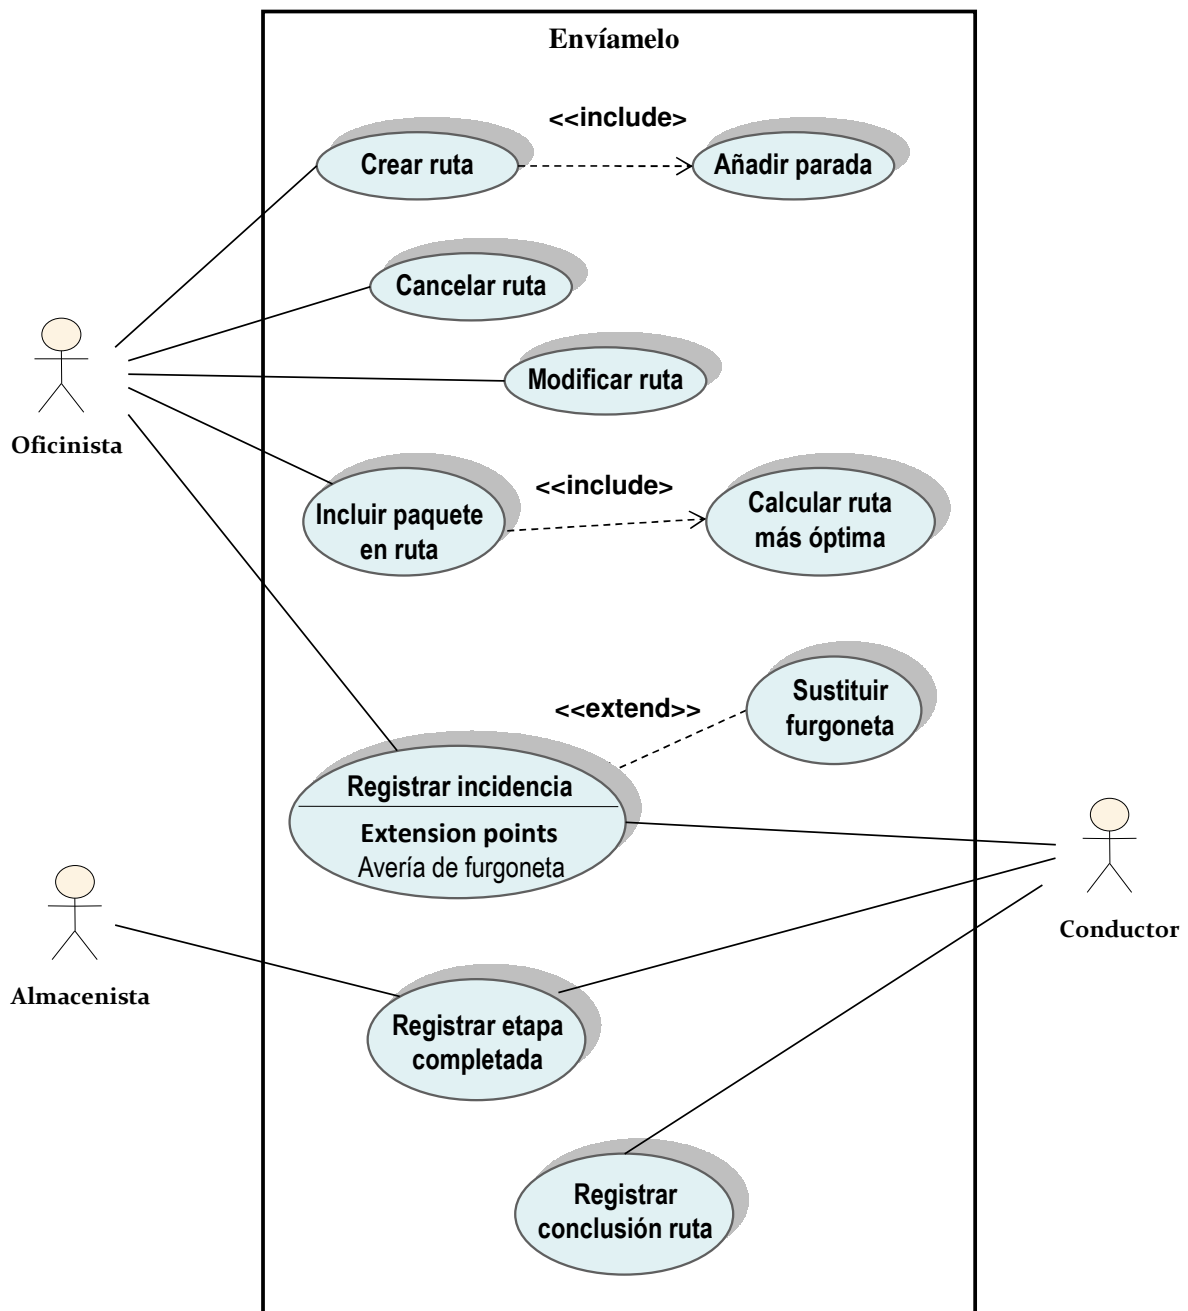 Envíamelo
<<include>
Crear ruta
Añadir parada
Cancelar ruta
Modificar ruta
Oficinista
<<include>
Incluir paquete
en ruta
Calcular ruta
más óptima
Sustituir
furgoneta
<<extend>>
Registrar incidencia
Extension points
Avería de furgoneta
Conductor
Almacenista
Registrar etapa
completada
Registrar
conclusión ruta